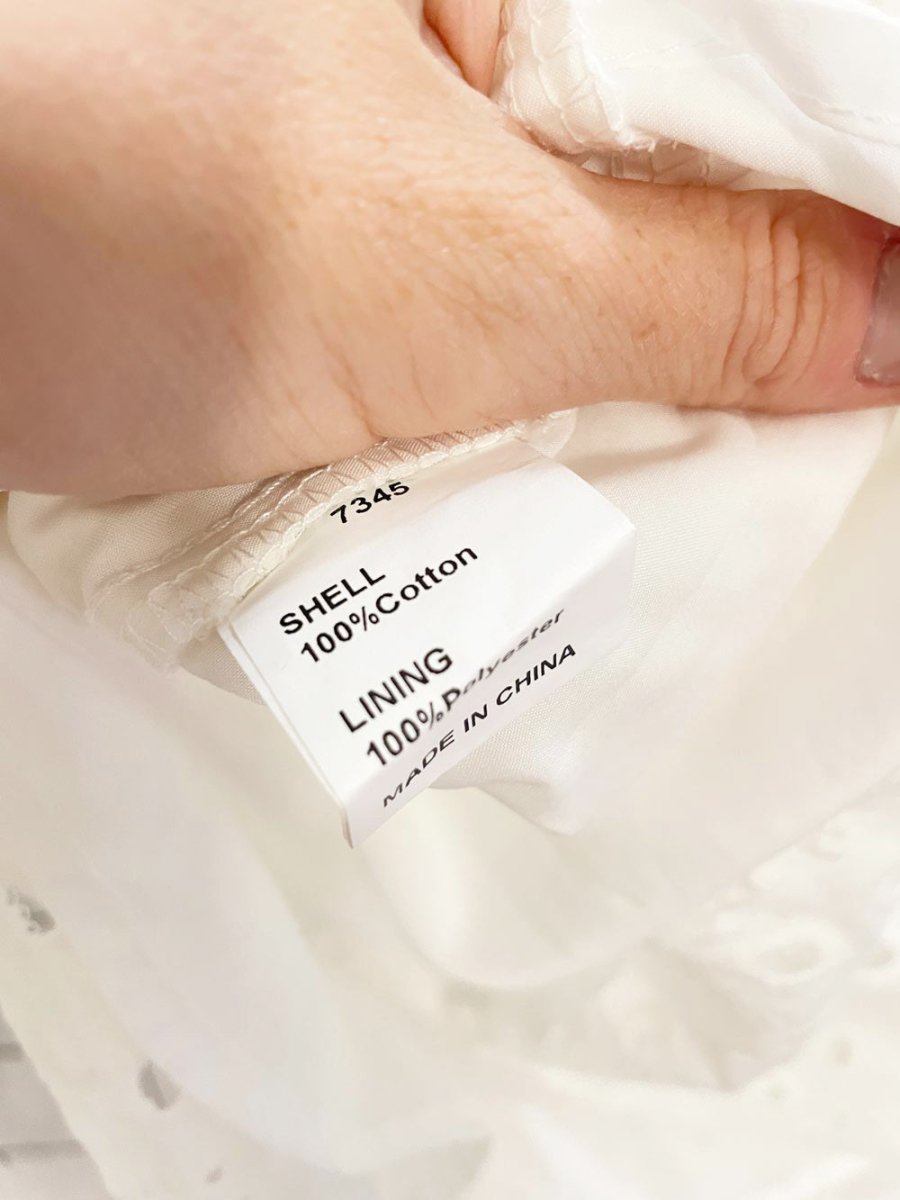 7345
SHELL
100%Cotton
LINING
100%Polyester
MADE IN CHINA